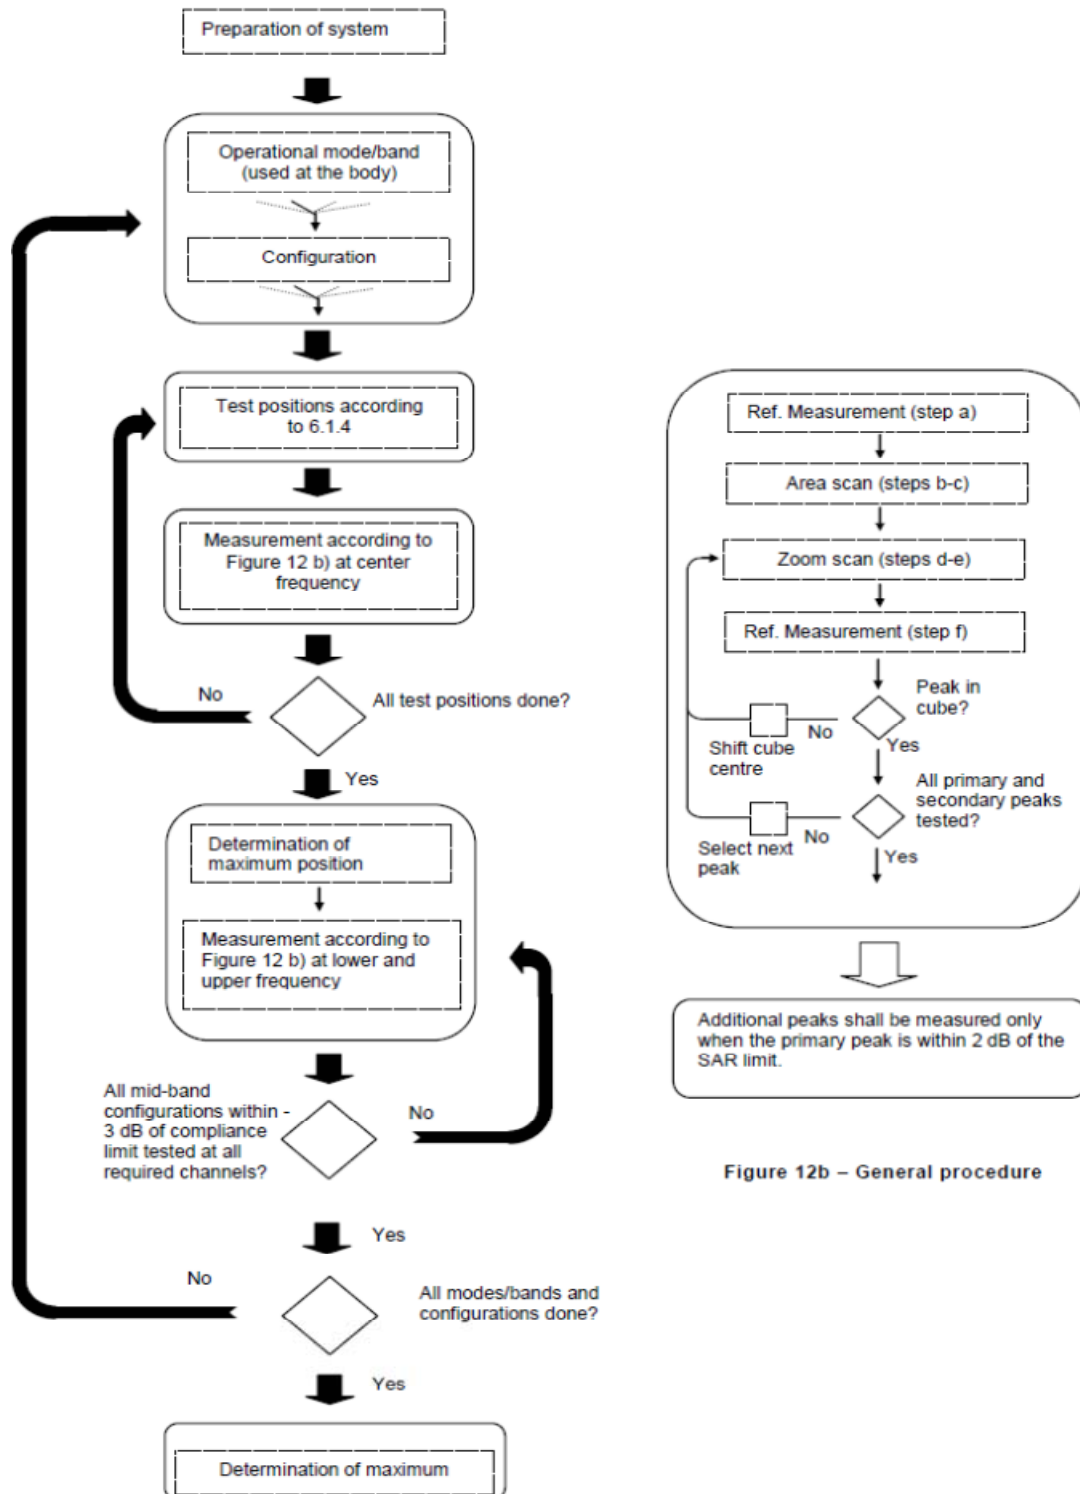 Preparation of system
Operational mode/band
(used at the body)
Configuration
Test positions according
to 6.1.4
Measurement according to
Figure 12 b) at center
frequency
No
All test positions done?
Yes
Determination of
maximum position
Measurement according to
Figure 12 b) at lower and
upper frequency
All mid-band
configurations within -
3 dB of compliance
limit tested at all
required channels?
No
Yes
No
All modes/bands and
configurations done?
Yes
Determination of maximum
Ref. Measurement (step a)
Area scan (steps b-c)
Zoom scan (steps d-e)
Ref. Measurement (step f)
Peak in
cube?
No
Shift cube
centre
Yes
All primary and
secondary peaks
tested?
No
Select next
peak
Yes
Additional peaks shall be measured only
when the primary peak is within 2 dB of the
SAR limit.
Figure 12b – General procedure